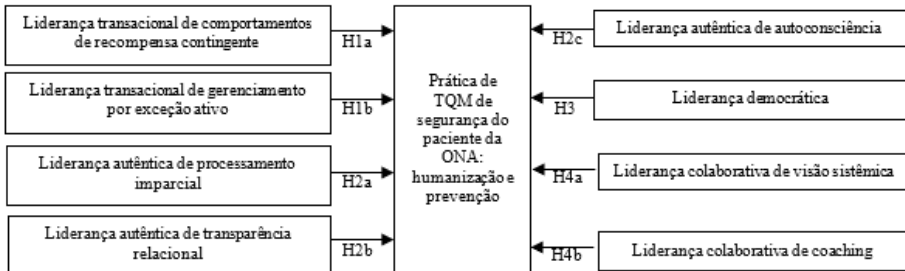 Liderança transacional de comportamentos
de recompensa contingente
H1a
Liderança transacional de gerenciamento
por exceção ativo
H1b
Liderança autêntica de processamento
imparcial
H2a
Liderança autêntica de transparência
relacional
H2b
Prática de
TQM de
segurança do
paciente da
ONA:
humanização e
prevenção
H2c
Liderança autêntica de autoconsciência
H3
Liderança democrática
H4a
Liderança colaborativa de visão sistêmica
H4b
Liderança colaborativa de coaching